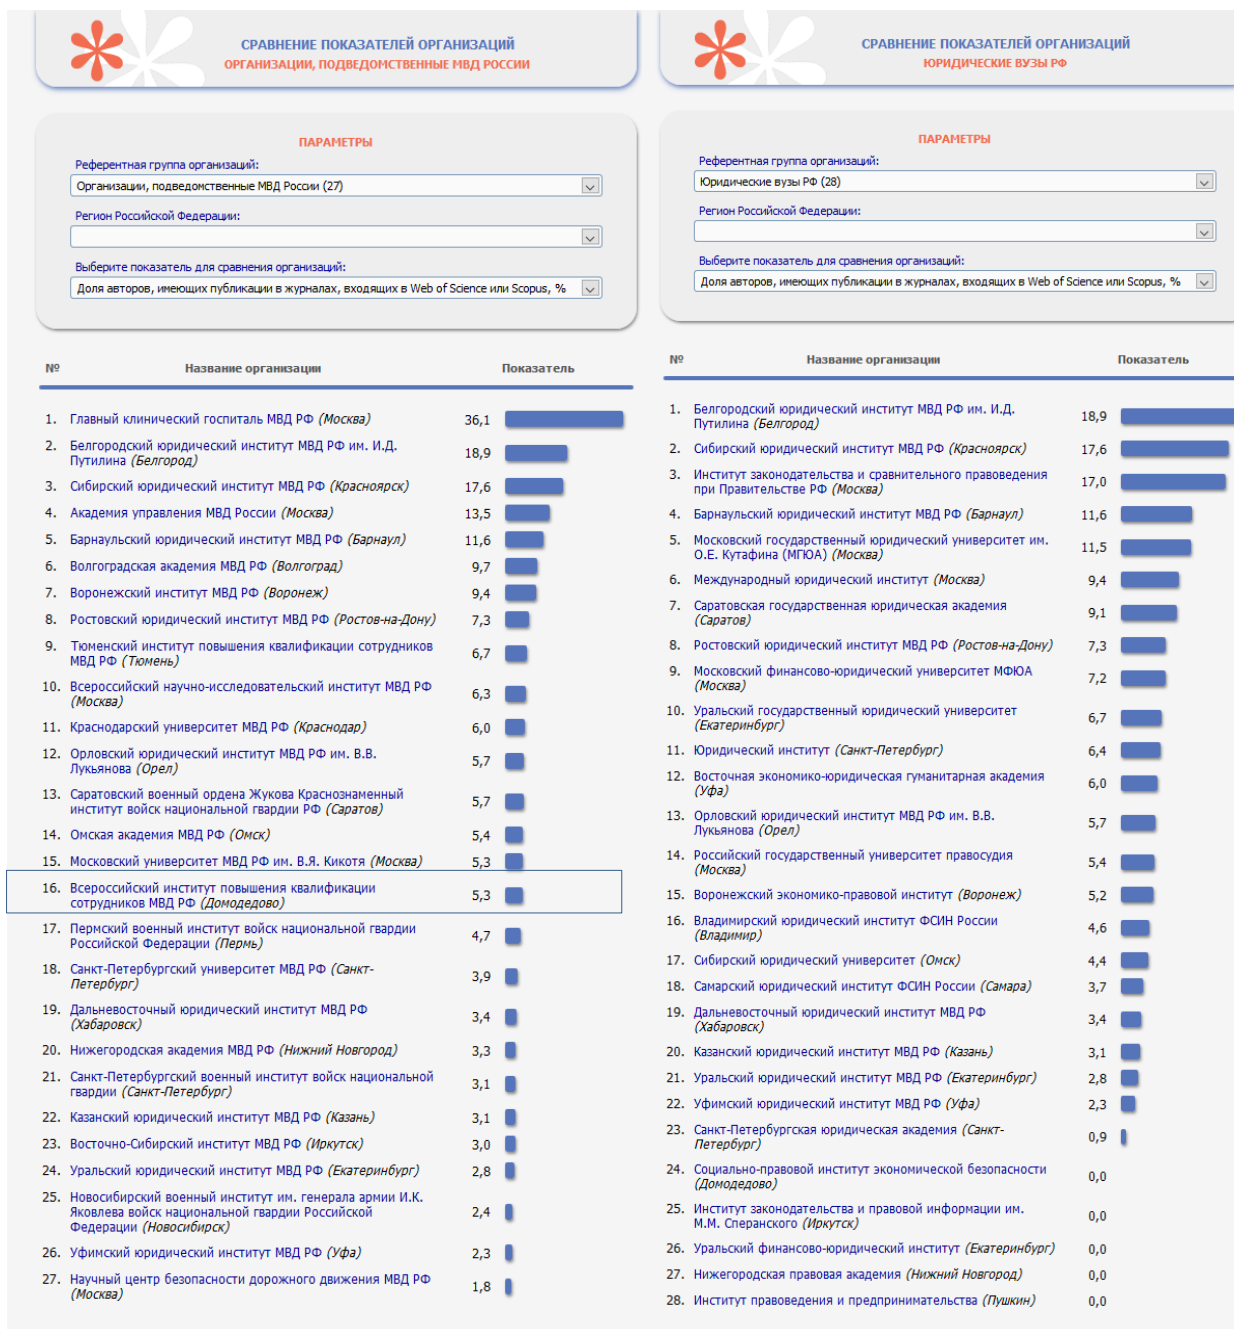 СРАВНЕНИЕ ПОКАЗАТЕЛЕЙ ОРГАНИЗАЦИЙ
ОРГАНИЗАЦИИ, ПОДВЕДОМСТВЕННЫЕ МВД РОССИИ
ПАРАМЕТРЫ
Референтная группа организаций:
Организации, подведомственные МВД России (27)
Регион Российской Федерации:
Выберите показатель для сравнения организаций:
Доля авторов, имеющих публикации в журналах, входящих в Web of Science или Scopus, %
№ Название организации Показатель
1. Главный клинический госпиталь МВД РФ (Москва) 36,1
2. Белгородский юридический институт МВД РФ им. И.Д.
Путилина (Белгород) 18,9
3. Сибирский юридический институт МВД РФ (Красноярск) 17,6
4. Академия управления МВД России (Москва) 13,5
5. Барнаульский юридический институт МВД РФ (Барнаул) 11,6
6. Волгоградская академия МВД РФ (Волгоград) 9,7
7. Воронежский институт МВД РФ (Воронеж) 9,4
8. Ростовский юридический институт МВД РФ (Ростов-на-Дону) 7,3
9. Тюменский институт повышения квалификации сотрудников
МВД РФ (Тюмень) 6,7
10. Всероссийский научно-исследовательский институт МВД РФ
(Москва) 6,3
11. Краснодарский университет МВД РФ (Краснодар) 6,0
12. Орловский юридический институт МВД РФ им. В.В.
Лукьянова (Орел) 5,7
13. Саратовский военный ордена Жукова Краснознаменный
институт войск национальной гвардии РФ (Саратов) 5,7
14. Омская академия МВД РФ (Омск) 5,4
15. Московский университет МВД РФ им. В.Я. Кикотя (Москва) 5,3
16. Всероссийский институт повышения квалификации
сотрудников МВД РФ (Домодедово) 5,3
17. Пермский военный институт войск национальной гвардии
Российской Федерации (Пермь) 4,7
18. Санкт-Петербургский университет МВД РФ (Санкт-
Петербург) 3,9
19. Дальневосточный юридический институт МВД РФ
(Хабаровск) 3,4
20. Нижегородская академия МВД РФ (Нижний Новгород) 3,3
21. Санкт-Петербургский военный институт войск национальной
гвардии (Санкт-Петербург) 3,1
22. Казанский юридический институт МВД РФ (Казань) 3,1
23. Восточно-Сибирский институт МВД РФ (Иркутск) 3,0
24. Уральский юридический институт МВД РФ (Екатеринбург) 2,8
25. Новосибирский военный институт им. генерала армии И.К.
Яковлева войск национальной гвардии Российской
Федерации (Новосибирск) 2,4
26. Уфимский юридический институт МВД РФ (Уфа) 2,3
27. Научный центр безопасности дорожного движения МВД РФ
(Москва) 1,8
СРАВНЕНИЕ ПОКАЗАТЕЛЕЙ ОРГАНИЗАЦИЙ
ЮРИДИЧЕСКИЕ ВУЗЫ РФ
ПАРАМЕТРЫ
Референтная группа организаций:
Юридические вузы РФ (28)
Регион Российской Федерации:
Выберите показатель для сравнения организаций:
Доля авторов, имеющих публикации в журналах, входящих в Web of Science или Scopus, %
№ Название организации Показатель
1. Белгородский юридический институт МВД РФ им. И.Д.
Путилина (Белгород) 18,9
2. Сибирский юридический институт МВД РФ (Красноярск) 17,6
3. Институт законодательства и сравнительного правоведения
при Правительстве РФ (Москва) 17,0
4. Барнаульский юридический институт МВД РФ (Барнаул) 11,6
5. Московский государственный юридический университет им.
О.Е. Кутафина (МГЮА) (Москва) 11,5
6. Международный юридический институт (Москва) 9,4
7. Саратовская государственная юридическая академия
(Саратов) 9,1
8. Ростовский юридический институт МВД РФ (Ростов-на-Дону) 7,3
9. Московский финансово-юридический университет МФЮА
(Москва) 7,2
10. Уральский государственный юридический университет
(Екатеринбург) 6,7
11. Юридический институт (Санкт-Петербург) 6,4
12. Восточная экономико-юридическая гуманитарная академия
(Уфа) 6,0
13. Орловский юридический институт МВД РФ им. В.В.
Лукьянова (Орел) 5,7
14. Российский государственный университет правосудия
(Москва) 5,4
15. Воронежский экономико-правовой институт (Воронеж) 5,2
16. Владимирский юридический институт ФСИН России
(Владимир) 4,6
17. Сибирский юридический университет (Омск) 4,4
18. Самарский юридический институт ФСИН России (Самара) 3,7
19. Дальневосточный юридический институт МВД РФ
(Хабаровск) 3,4
20. Казанский юридический институт МВД РФ (Казань) 3,1
21. Уральский юридический институт МВД РФ (Екатеринбург) 2,8
22. Уфимский юридический институт МВД РФ (Уфа) 2,3
23. Санкт-Петербургская юридическая академия (Санкт-
Петербург) 0,9
24. Социально-правовой институт экономической безопасности
(Домодедово) 0,0
25. Институт законодательства и правовой информации им.
М.М. Сперанского (Иркутск) 0,0
26. Уральский финансово-юридический институт (Екатеринбург) 0,0
27. Нижегородская правовая академия (Нижний Новгород) 0,0
28. Институт правоведения и предпринимательства (Пушкин) 0,0